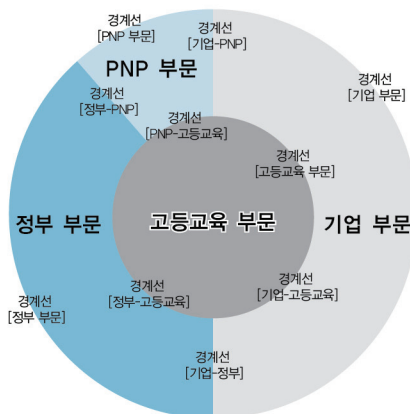 경계선
[PNP 부문]
경계선
[기업-PNP]
PNP 부문
경계선
[기업 부문]
경계선
[정부-PNP]
경계선
[PNP-고등교육]
경계선
[고등교육 부문]
정부 부문
고등교육 부문
기업 부문
경계선
[정부 부문]
경계선
[정부-고등교육]
경계선
[기업-고등교육]
경계선
[기업-정부]